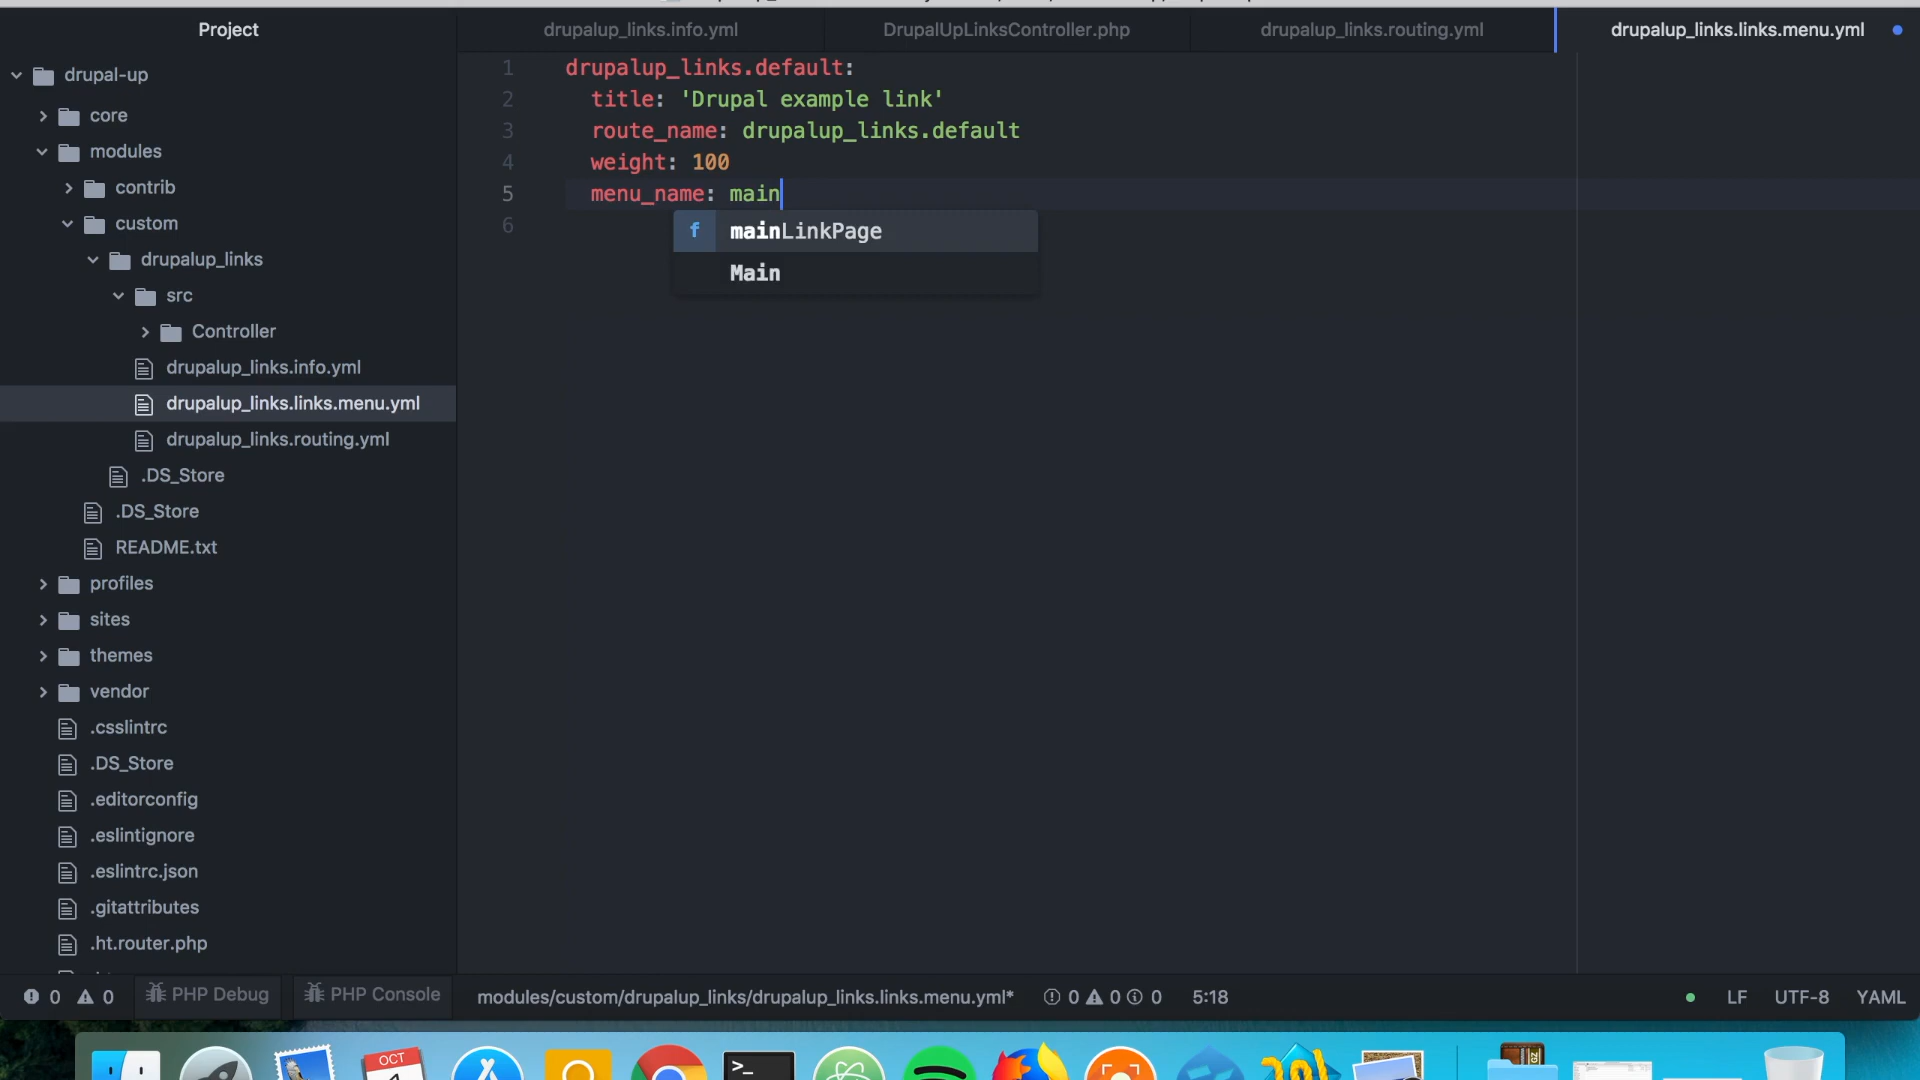 Project
drupalup_links.info.yml
DrupalUpLinksController.php
drupalup_links.routing.yml
drupalup_links.links.menu.yml
drupal-up
core
modules
contrib
custom
drupalup_links
src
Controller
drupalup_links.info.yml
drupalup_links.links.menu.yml
drupalup_links.routing.yml
.DS_Store
.DS_Store
README.txt
profiles
sites
themes
vendor
.csslintrc
.DS_Store
.editorconfig
.eslintignore
.eslintrc.json
.gitattributes
.ht.router.php
1 drupalup_links.default:
2 title: 'Drupal example link'
3 route_name: drupalup_links.default
4 weight: 100
5 menu_name: main
6
f mainLinkPage
Main
0 0 PHP Debug PHP Console modules/custom/drupalup_links/drupalup_links.links.menu.yml* 0 0 0 5:18 LF UTF-8 YAML
OCT